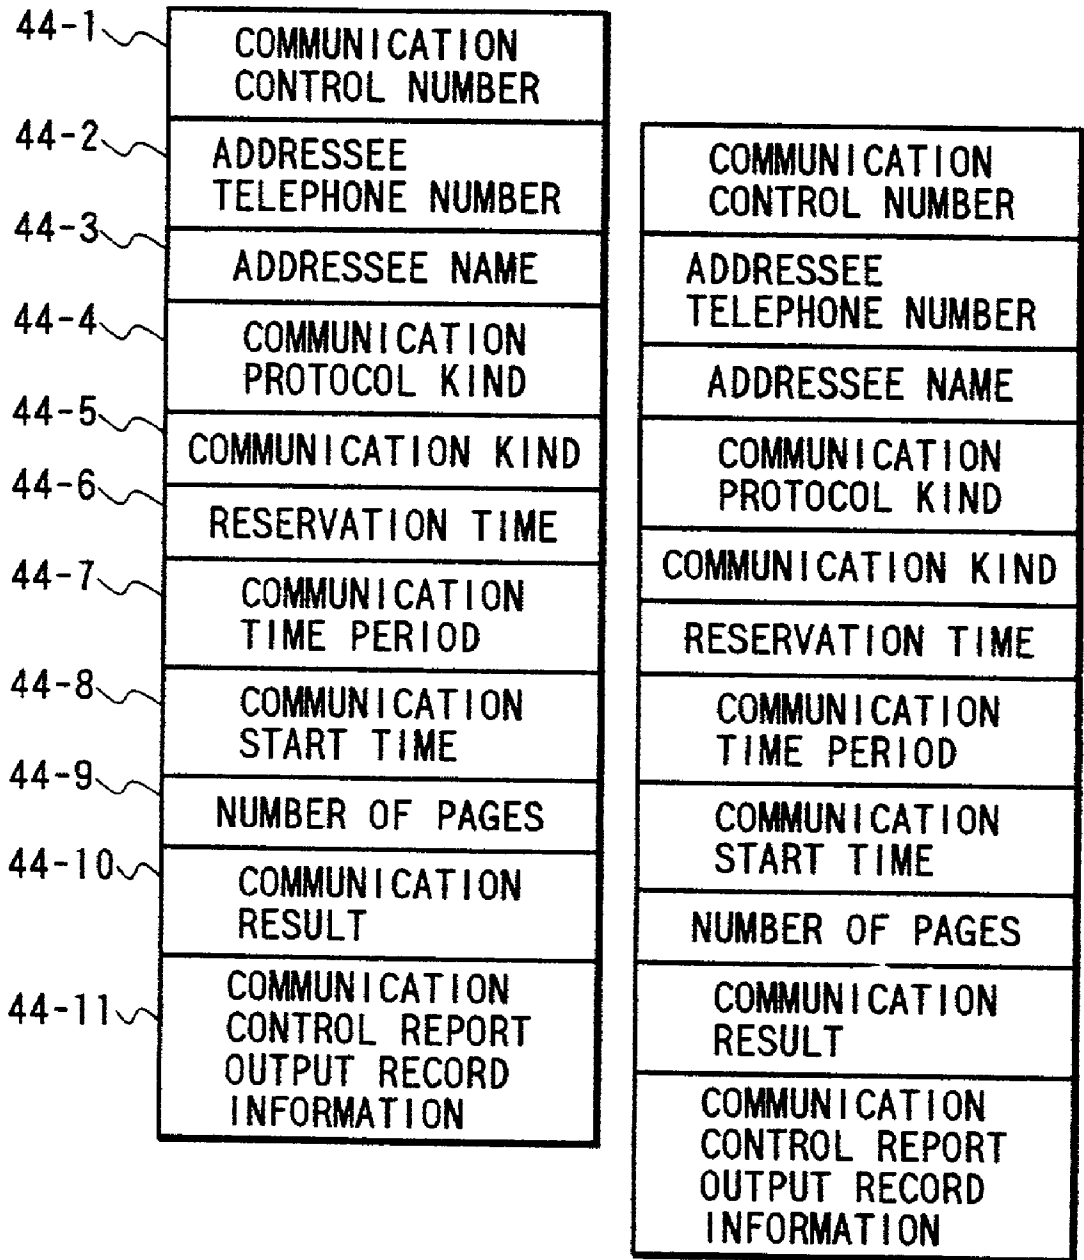 44-1
COMMUNICATION
CONTROL NUMBER
44-2
ADDRESSEE
TELEPHONE NUMBER
44-3
ADDRESSEE NAME
44-4
COMMUNICATION
PROTOCOL KIND
44-5
COMMUNICATION KIND
44-6
RESERVATION TIME
44-7
COMMUNICATION
TIME PERIOD
44-8
COMMUNICATION
START TIME
44-9
NUMBER OF PAGES
44-10
COMMUNICATION
RESULT
44-11
COMMUNICATION
CONTROL REPORT
OUTPUT RECORD
INFORMATION
COMMUNICATION
CONTROL NUMBER
ADDRESSEE
TELEPHONE NUMBER
ADDRESSEE NAME
COMMUNICATION
PROTOCOL KIND
COMMUNICATION KIND
RESERVATION TIME
COMMUNICATION
TIME PERIOD
COMMUNICATION
START TIME
NUMBER OF PAGES
COMMUNICATION
RESULT
COMMUNICATION
CONTROL REPORT
OUTPUT RECORD
INFORMATION